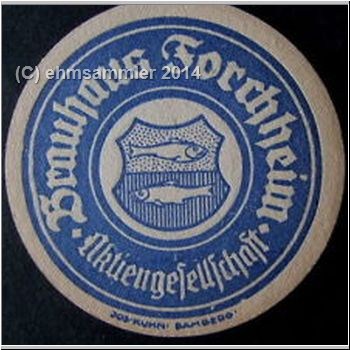 (C) ehmsammler 2014
Brauhaus Forchheim
· Aktiengesellschaft ·
JOS. KUHN, BAMBERG.